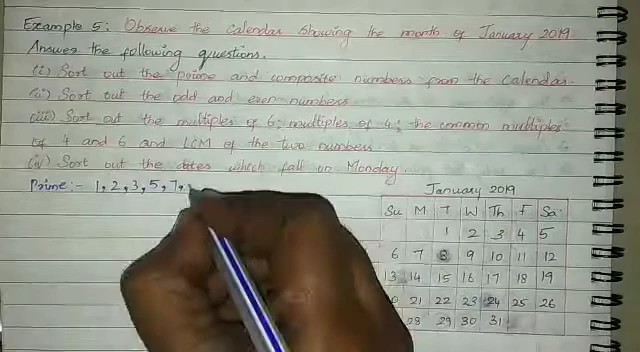 Example 5: Observe the Calendar showing the month of January 2019
Answer the following questions.
(i) Sort out the prime and composite numbers from the Calendar.
(ii) Sort out the odd and even numbers.
(iii) Sort out the multiples of 6; multiples of 4; the common multiples
of 4 and 6 and LCM of the two numbers.
(iv) Sort out the dates which fall on Monday.
Prime:- 1, 2, 3, 5, 7,
January 2019
Su M T W Th F Sa
1 2 3 4 5
6 7 8 9 10 11 12
13 14 15 16 17 18 19
0 21 22 23 24 25 26
28 29 30 31